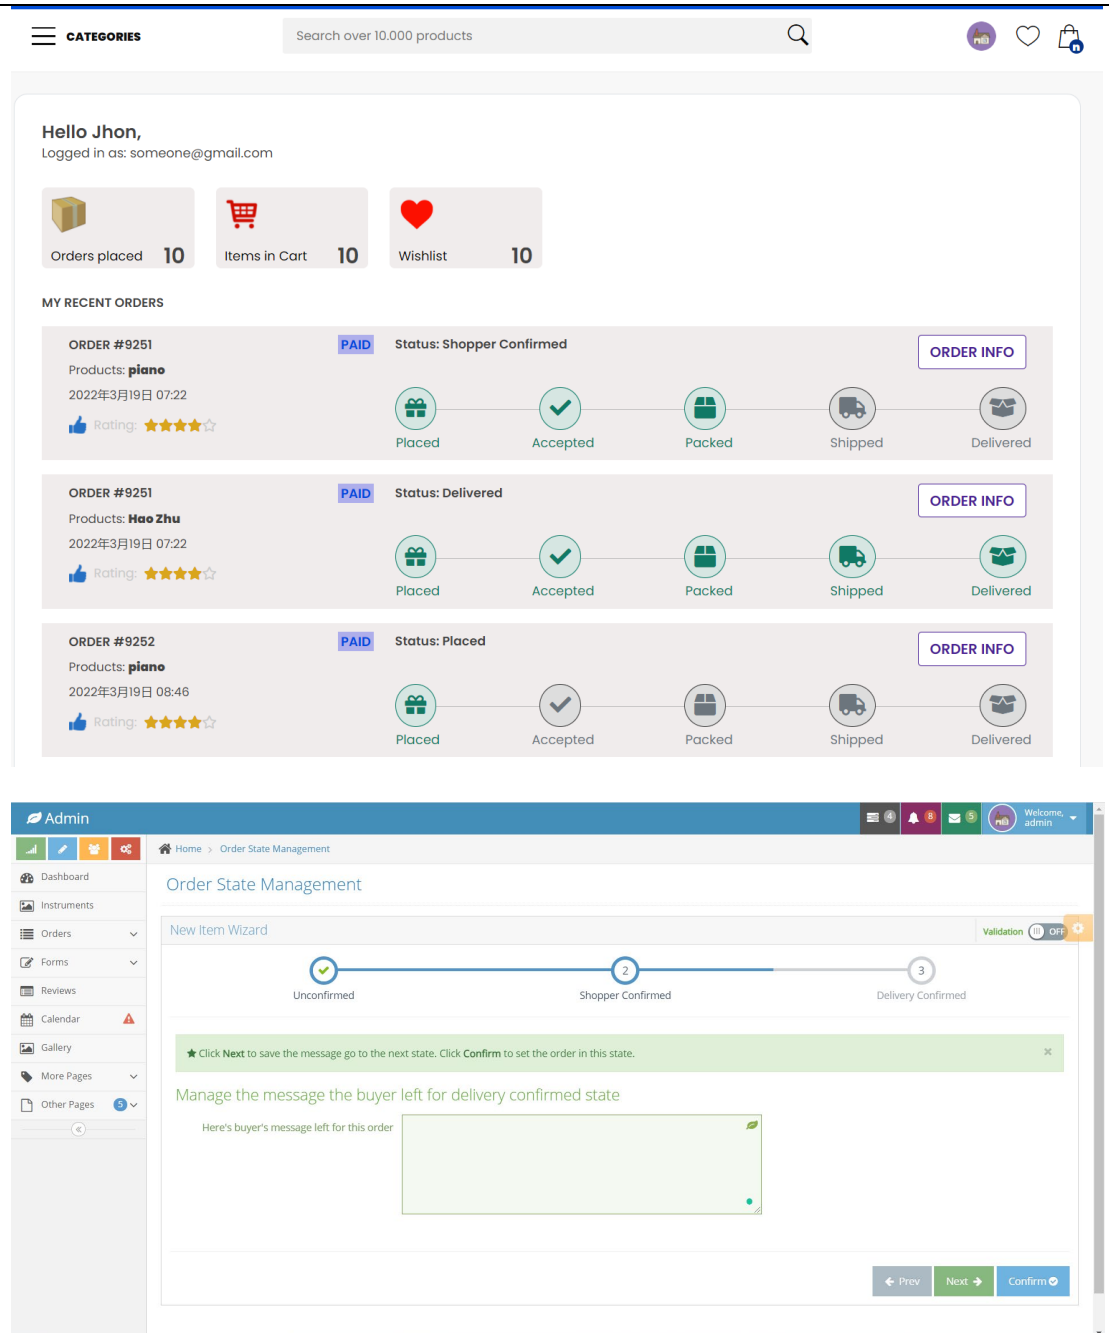 CATEGORIES
Search over 10.000 products
n
Hello Jhon,
Logged in as: someone@gmail.com
Orders placed 10
Items in Cart 10
Wishlist 10
MY RECENT ORDERS
ORDER #9251 PAID Status: Shopper Confirmed ORDER INFO
Products: piano
2022年3月19日 07:22
Rating:
Placed Accepted Packed Shipped Delivered
ORDER #9251 PAID Status: Delivered ORDER INFO
Products: Hao Zhu
2022年3月19日 07:22
Rating:
Placed Accepted Packed Shipped Delivered
ORDER #9252 PAID Status: Placed ORDER INFO
Products: piano
2022年3月19日 08:46
Rating:
Placed Accepted Packed Shipped Delivered
Admin 4 8 5 Welcome, admin
Home > Order State Management
Dashboard
Instruments
Orders
Forms
Reviews
Calendar
Gallery
More Pages
Other Pages 5
Order State Management
New Item Wizard Validation OFF
2 3
Unconfirmed Shopper Confirmed Delivery Confirmed
Click Next to save the message go to the next state. Click Confirm to set the order in this state. ×
Manage the message the buyer left for delivery confirmed state
Here's buyer's message left for this order
Prev Next Confirm